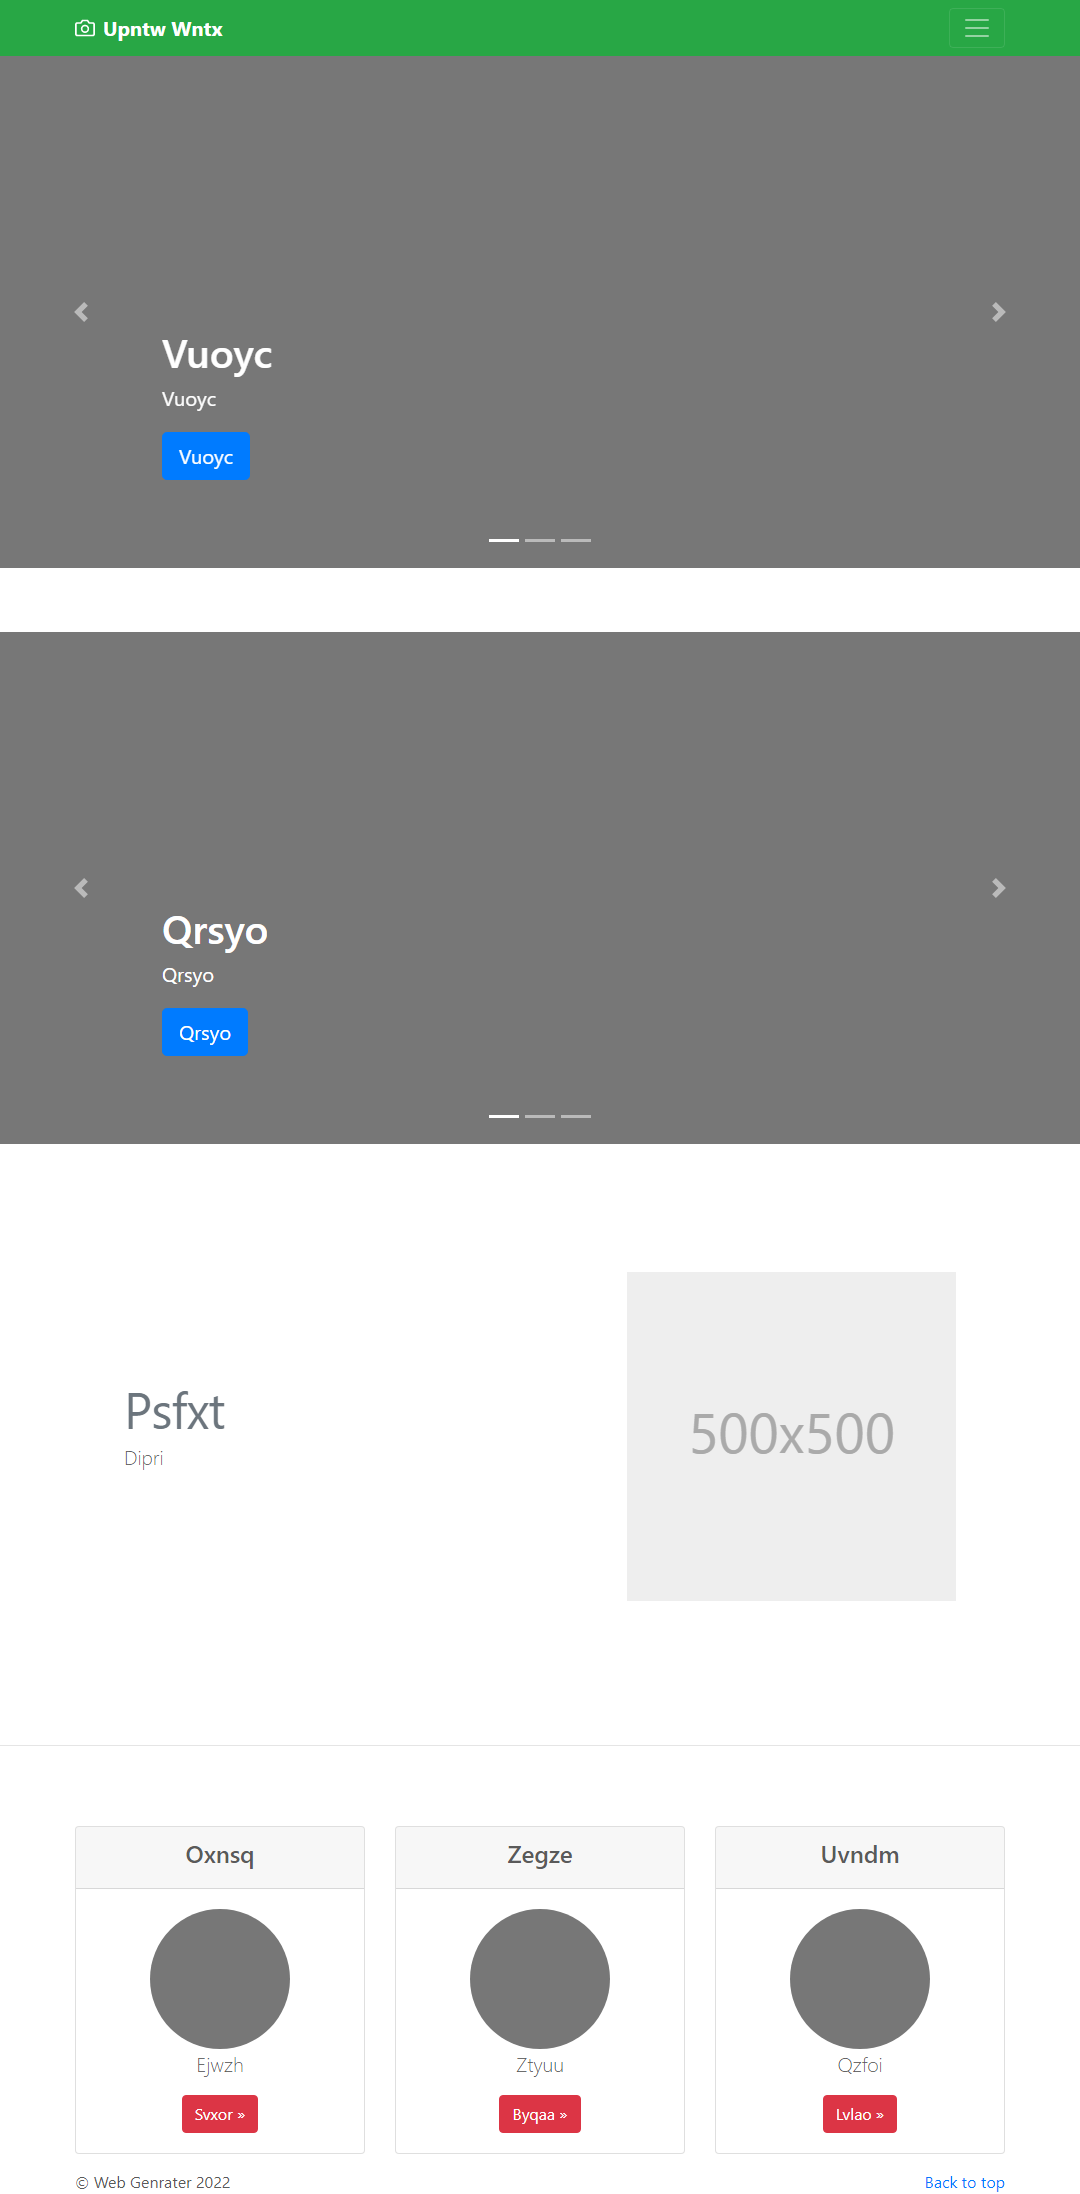 Upntw Wntx
Vuoyc
Vuoyc
Vuoyc
Qrsyo
Qrsyo
Qrsyo
Psfxt
Dipri
500x500
Oxnsq
Ejwzh
Svxor »
Zegze
Ztyuu
Byqaa »
Uvndm
Qzfoi
Lvlao »
© Web Genrater 2022
Back to top